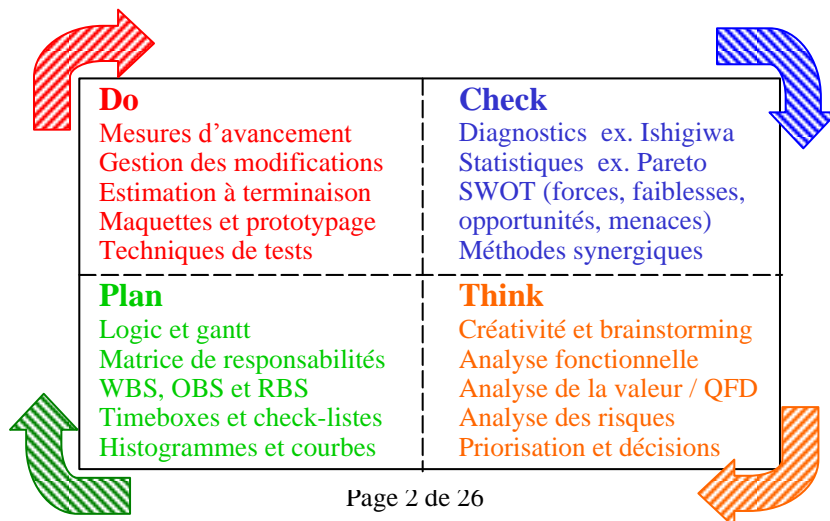 Do
Mesures d'avancement
Gestion des modifications
Estimation à terminaison
Maquettes et prototypage
Techniques de tests
Check
Diagnostics ex. Ishigiwa
Statistiques ex. Pareto
SWOT (forces, faiblesses,
opportunités, menaces)
Méthodes synergiques
Plan
Logic et gantt
Matrice de responsabilités
WBS, OBS et RBS
Timeboxes et check-listes
Histogrammes et courbes
Think
Créativité et brainstorming
Analyse fonctionnelle
Analyse de la valeur / QFD
Analyse des risques
Priorisation et décisions
Page 2 de 26